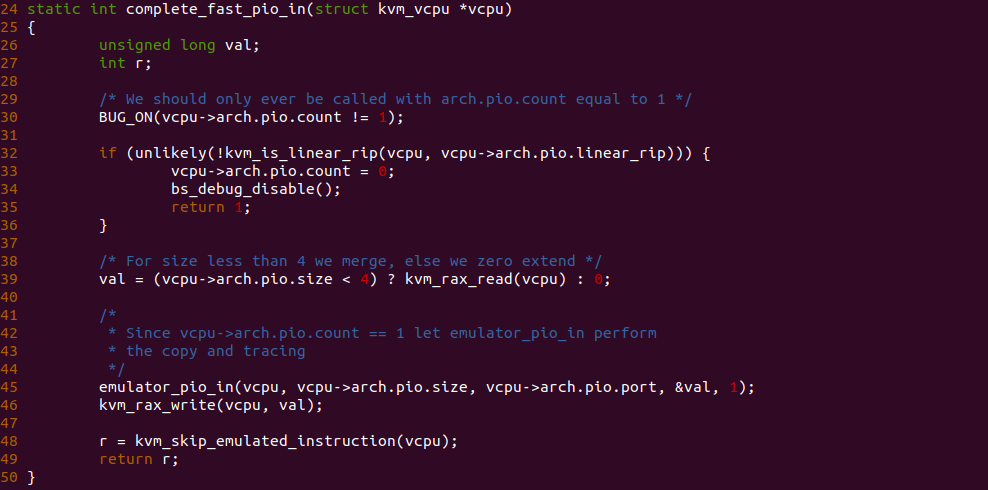 24 static int complete_fast_pio_in(struct kvm_vcpu *vcpu)
25 {
26         unsigned long val;
27         int r;
28
29         /* We should only ever be called with arch.pio.count equal to 1 */
30         BUG_ON(vcpu->arch.pio.count != 1);
31
32         if (unlikely(!kvm_is_linear_rip(vcpu, vcpu->arch.pio.linear_rip))) {
33                 vcpu->arch.pio.count = 0;
34                 bs_debug_disable();
35                 return 1;
36         }
37
38         /* For size less than 4 we merge, else we zero extend */
39         val = (vcpu->arch.pio.size < 4) ? kvm_rax_read(vcpu) : 0;
40
41         /*
42          * Since vcpu->arch.pio.count == 1 let emulator_pio_in perform
43          * the copy and tracing
44          */
45         emulator_pio_in(vcpu, vcpu->arch.pio.size, vcpu->arch.pio.port, &val, 1);
46         kvm_rax_write(vcpu, val);
47
48         r = kvm_skip_emulated_instruction(vcpu);
49         return r;
50 }